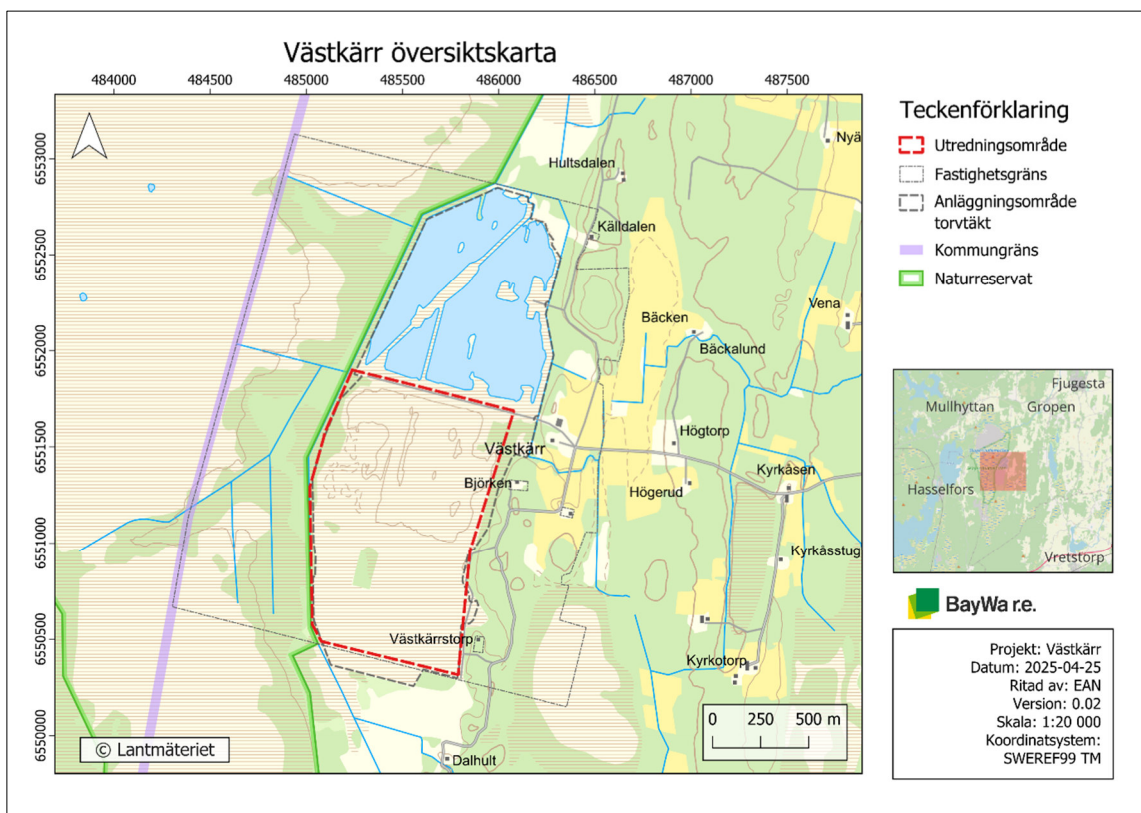 Västkärr översiktskarta
484000 484500 485000 485500 486000 486500 487000 487500
6553000
6552500
6552000
6551500
6551000
6550500
6550000
Nyä
Hultsdalen
Källdalen
Vena
Bäcken
Bäckalund
Högtorp
Västkärr
Kyrkåsen
Björken
Högerud
Kyrkåsstug
Västkärrstorp
Kyrkotorp
Dalhult
© Lantmäteriet
0 250 500 m
Teckenförklaring
Utredningsområde
Fastighetsgräns
Anläggningsområde
torvtäkt
Kommungräns
Naturreservat
Fjugesta
Mullhyttan
Gropen
Hasselfors
Vretstorp
BayWa r.e.
Projekt: Västkärr
Datum: 2025-04-25
Ritad av: EAN
Version: 0.02
Skala: 1:20 000
Koordinatsystem:
SWEREF99 TM